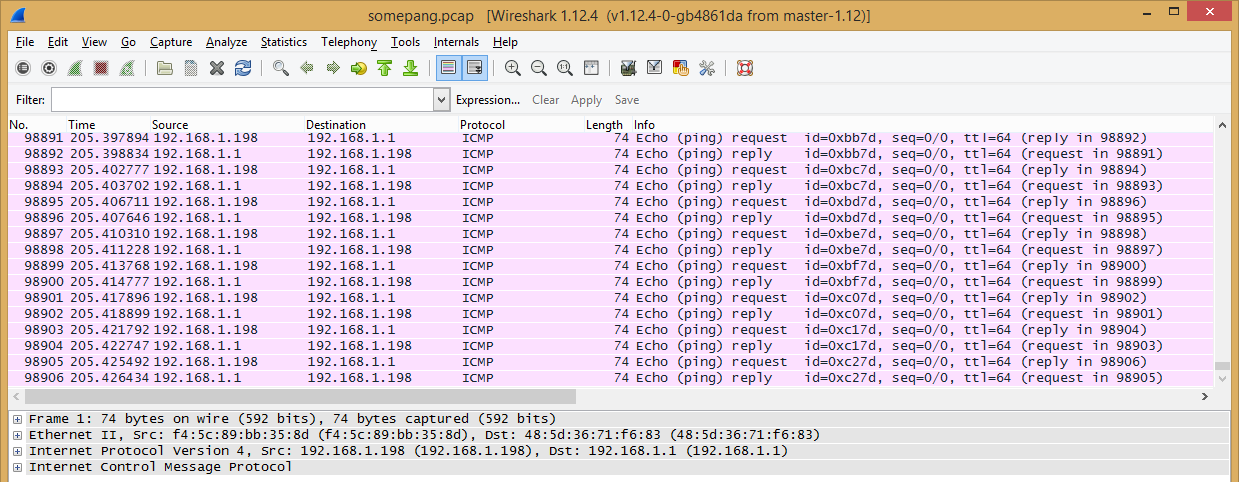 somepang.pcap [Wireshark 1.12.4 (v1.12.4-0-gb4861da from master-1.12)]
File Edit View Go Capture Analyze Statistics Telephony Tools Internals Help
Filter: Expression... Clear Apply Save
No. Time Source Destination Protocol Length Info
98891 205.397894 192.168.1.198 192.168.1.1 ICMP 74 Echo (ping) request id=0xbb7d, seq=0/0, ttl=64 (reply in 98892)
98892 205.398834 192.168.1.1 192.168.1.198 ICMP 74 Echo (ping) reply id=0xbb7d, seq=0/0, ttl=64 (request in 98891)
98893 205.402777 192.168.1.198 192.168.1.1 ICMP 74 Echo (ping) request id=0xbc7d, seq=0/0, ttl=64 (reply in 98894)
98894 205.403702 192.168.1.1 192.168.1.198 ICMP 74 Echo (ping) reply id=0xbc7d, seq=0/0, ttl=64 (request in 98893)
98895 205.406711 192.168.1.198 192.168.1.1 ICMP 74 Echo (ping) request id=0xbd7d, seq=0/0, ttl=64 (reply in 98896)
98896 205.407646 192.168.1.1 192.168.1.198 ICMP 74 Echo (ping) reply id=0xbd7d, seq=0/0, ttl=64 (request in 98895)
98897 205.410310 192.168.1.198 192.168.1.1 ICMP 74 Echo (ping) request id=0xbe7d, seq=0/0, ttl=64 (reply in 98898)
98898 205.411228 192.168.1.1 192.168.1.198 ICMP 74 Echo (ping) reply id=0xbe7d, seq=0/0, ttl=64 (request in 98897)
98899 205.413768 192.168.1.198 192.168.1.1 ICMP 74 Echo (ping) request id=0xbf7d, seq=0/0, ttl=64 (reply in 98900)
98900 205.414777 192.168.1.1 192.168.1.198 ICMP 74 Echo (ping) reply id=0xbf7d, seq=0/0, ttl=64 (request in 98899)
98901 205.417896 192.168.1.198 192.168.1.1 ICMP 74 Echo (ping) request id=0xc07d, seq=0/0, ttl=64 (reply in 98902)
98902 205.418899 192.168.1.1 192.168.1.198 ICMP 74 Echo (ping) reply id=0xc07d, seq=0/0, ttl=64 (request in 98901)
98903 205.421792 192.168.1.198 192.168.1.1 ICMP 74 Echo (ping) request id=0xc17d, seq=0/0, ttl=64 (reply in 98904)
98904 205.422747 192.168.1.1 192.168.1.198 ICMP 74 Echo (ping) reply id=0xc17d, seq=0/0, ttl=64 (request in 98903)
98905 205.425492 192.168.1.198 192.168.1.1 ICMP 74 Echo (ping) request id=0xc27d, seq=0/0, ttl=64 (reply in 98906)
98906 205.426434 192.168.1.1 192.168.1.198 ICMP 74 Echo (ping) reply id=0xc27d, seq=0/0, ttl=64 (request in 98905)
Frame 1: 74 bytes on wire (592 bits), 74 bytes captured (592 bits)
Ethernet II, Src: f4:5c:89:bb:35:8d (f4:5c:89:bb:35:8d), Dst: 48:5d:36:71:f6:83 (48:5d:36:71:f6:83)
Internet Protocol Version 4, Src: 192.168.1.198 (192.168.1.198), Dst: 192.168.1.1 (192.168.1.1)
Internet Control Message Protocol